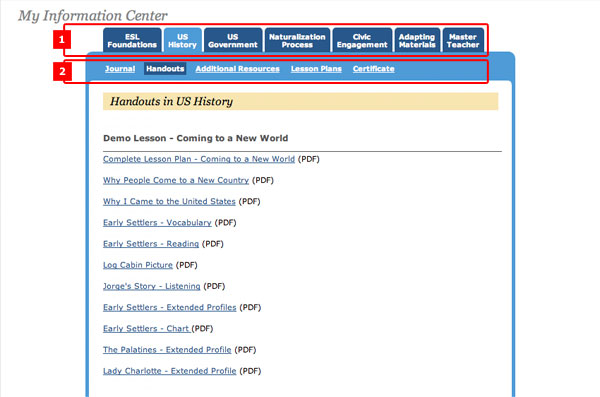 My Information Center
1
ESL Foundations
US History
US Government
Naturalization Process
Civic Engagement
Adapting Materials
Master Teacher
2
Journal Handouts Additional Resources Lesson Plans Certificate
Handouts in US History
Demo Lesson - Coming to a New World
Complete Lesson Plan - Coming to a New World (PDF)
Why People Come to a New Country (PDF)
Why I Came to the United States (PDF)
Early Settlers - Vocabulary (PDF)
Early Settlers - Reading (PDF)
Log Cabin Picture (PDF)
Jorge's Story - Listening (PDF)
Early Settlers - Extended Profiles (PDF)
Early Settlers - Chart (PDF)
The Palatines - Extended Profile (PDF)
Lady Charlotte - Extended Profile (PDF)